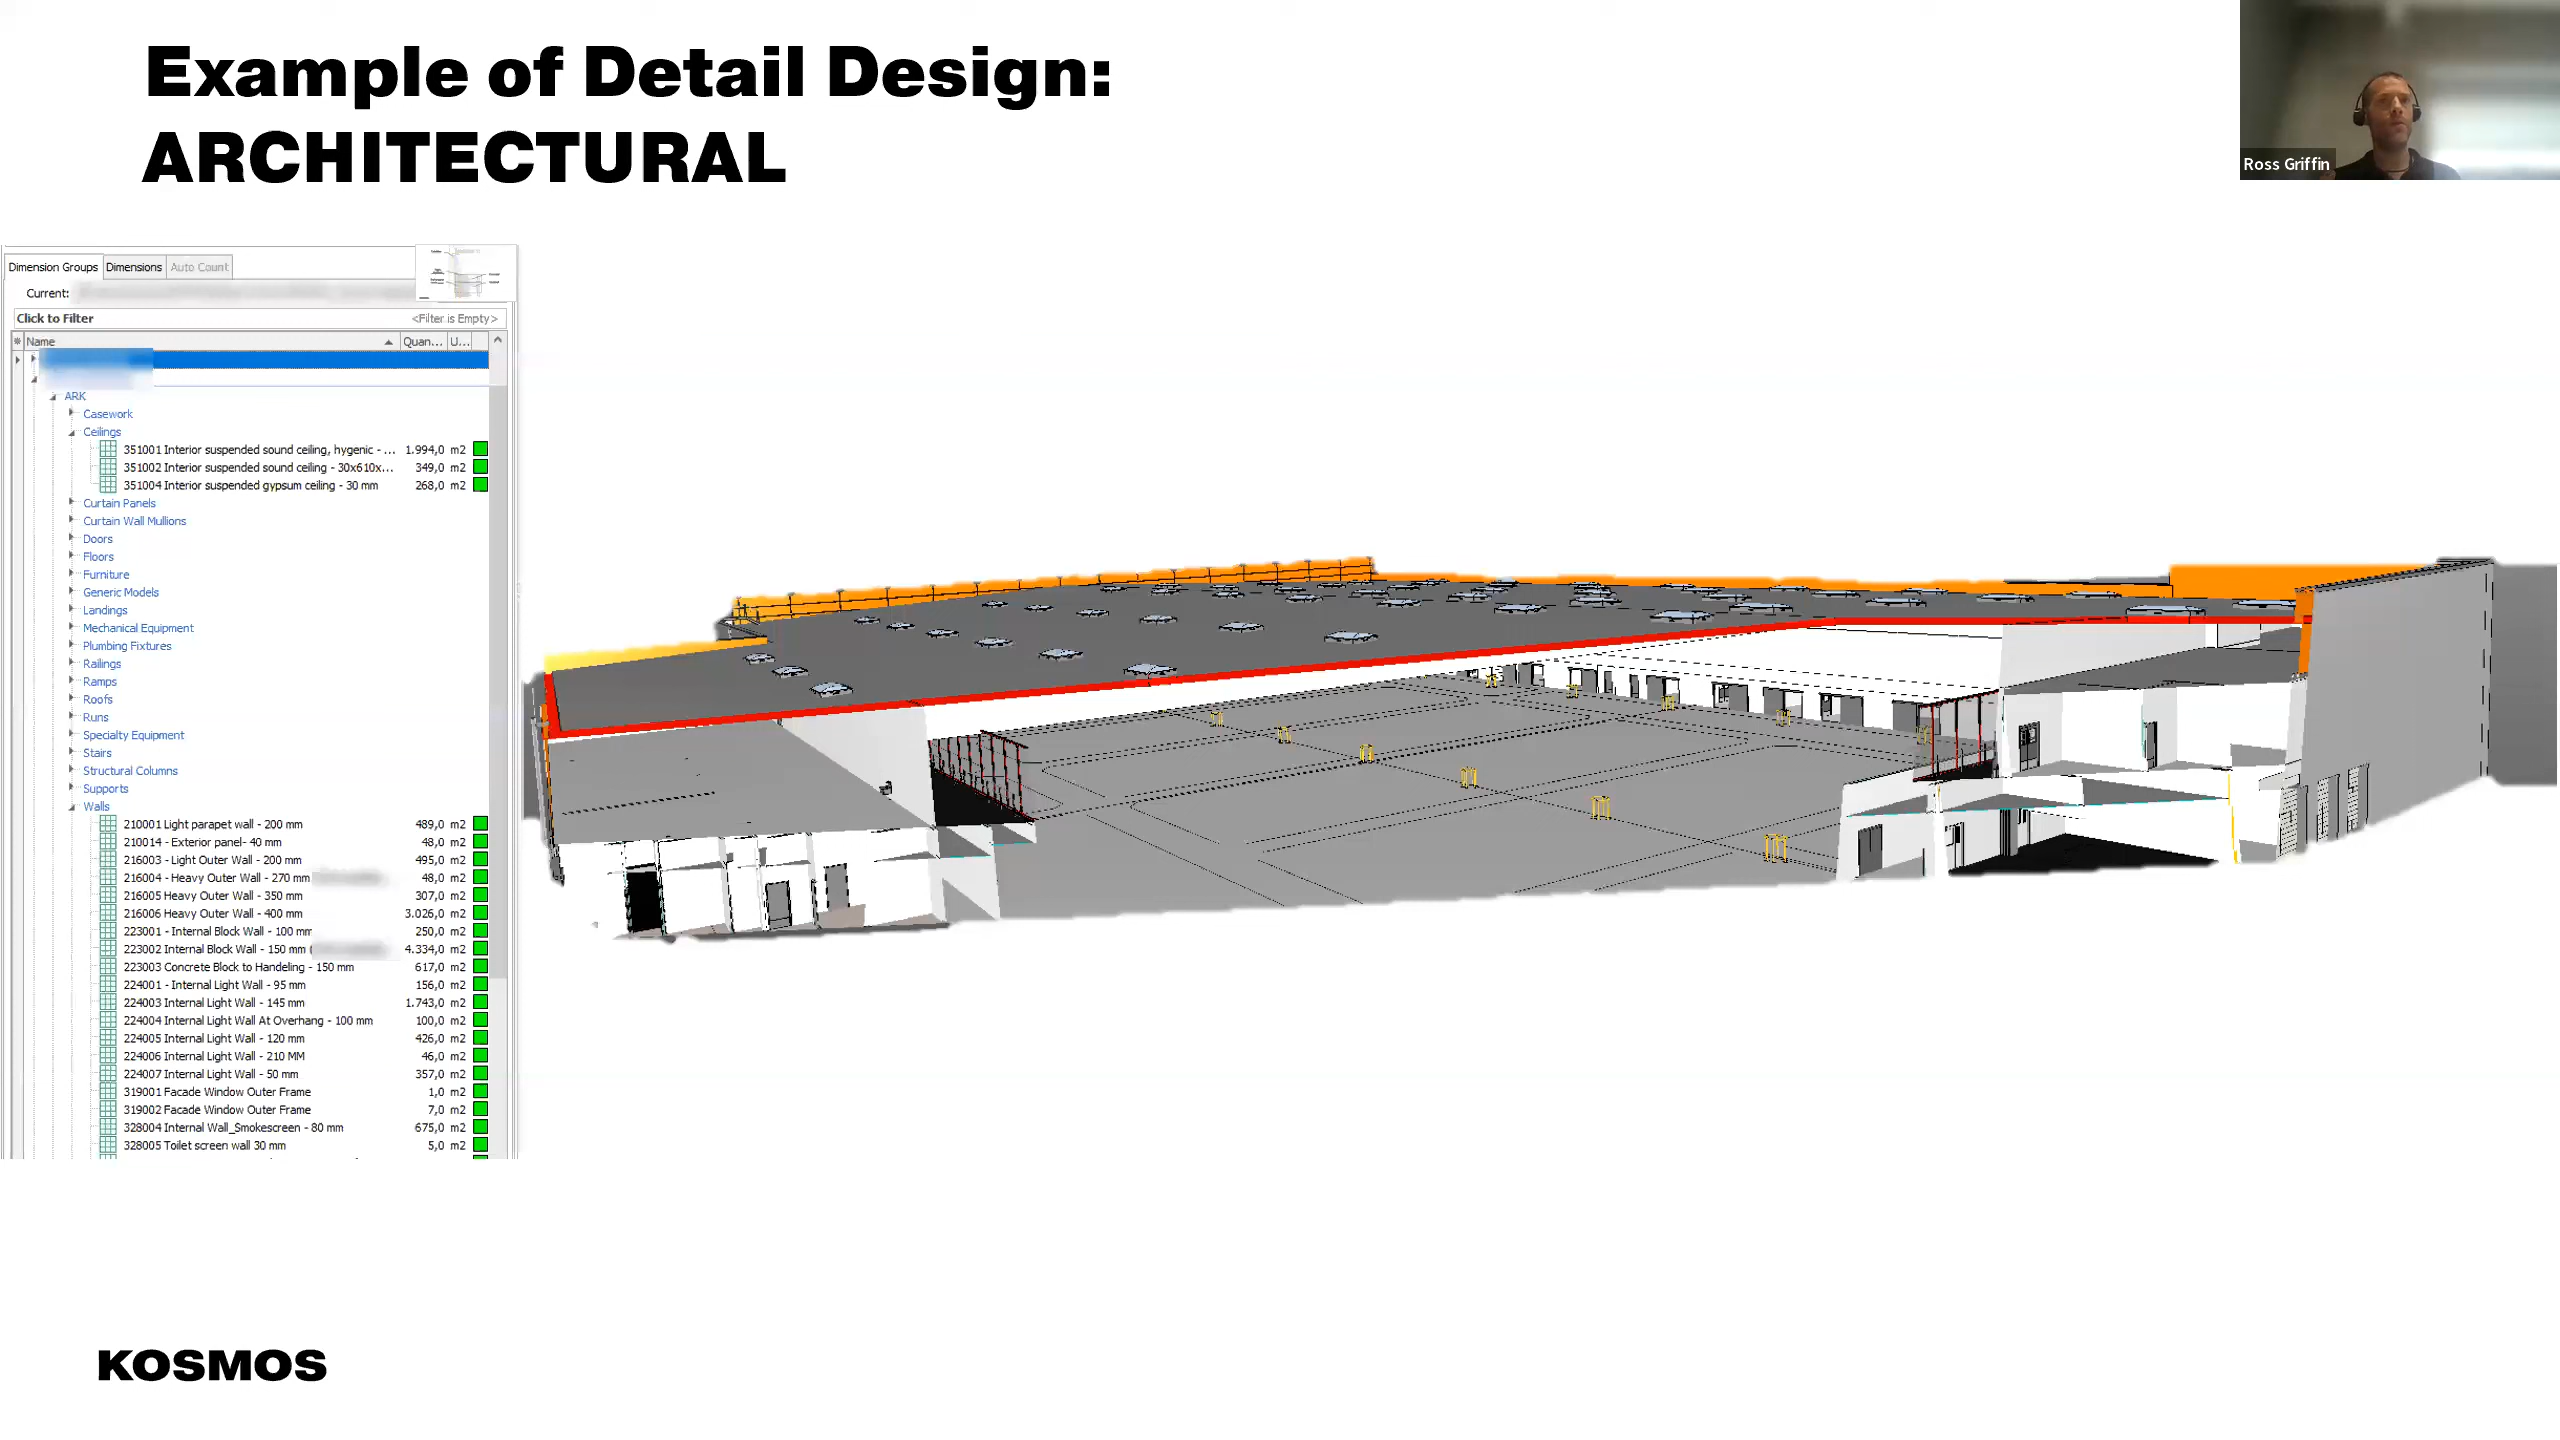 Example of Detail Design:
ARCHITECTURAL
Ross Griffin
Dimension Groups Dimensions Auto Count
Current:
Click to Filter <Filter is Empty>
Name Quan... U...
ARK
Casework
Ceilings
351001 Interior suspended sound ceiling, hygenic - ... 1.994,0 m2
351002 Interior suspended sound ceiling - 30x610x... 349,0 m2
351004 Interior suspended gypsum ceiling - 30 mm 268,0 m2
Curtain Panels
Curtain Wall Mullions
Doors
Floors
Furniture
Generic Models
Landings
Mechanical Equipment
Plumbing Fixtures
Railings
Ramps
Roofs
Runs
Specialty Equipment
Stairs
Structural Columns
Supports
Walls
210001 Light parapet wall - 200 mm 489,0 m2
210014 - Exterior panel- 40 mm 48,0 m2
216003 - Light Outer Wall - 200 mm 495,0 m2
216004 - Heavy Outer Wall - 270 mm 48,0 m2
216005 Heavy Outer Wall - 350 mm 307,0 m2
216006 Heavy Outer Wall - 400 mm 3.026,0 m2
223001 - Internal Block Wall - 100 mm 250,0 m2
223002 Internal Block Wall - 150 mm ( 4.334,0 m2
223003 Concrete Block to Handeling - 150 mm 617,0 m2
224001 - Internal Light Wall - 95 mm 156,0 m2
224003 Internal Light Wall - 145 mm 1.743,0 m2
224004 Internal Light Wall At Overhang - 100 mm 100,0 m2
224005 Internal Light Wall - 120 mm 426,0 m2
224006 Internal Light Wall - 210 MM 46,0 m2
224007 Internal Light Wall - 50 mm 357,0 m2
319001 Facade Window Outer Frame 1,0 m2
319002 Facade Window Outer Frame 7,0 m2
328004 Internal Wall_Smokescreen - 80 mm 675,0 m2
328005 Toilet screen wall 30 mm 5,0 m2
KOSMOS